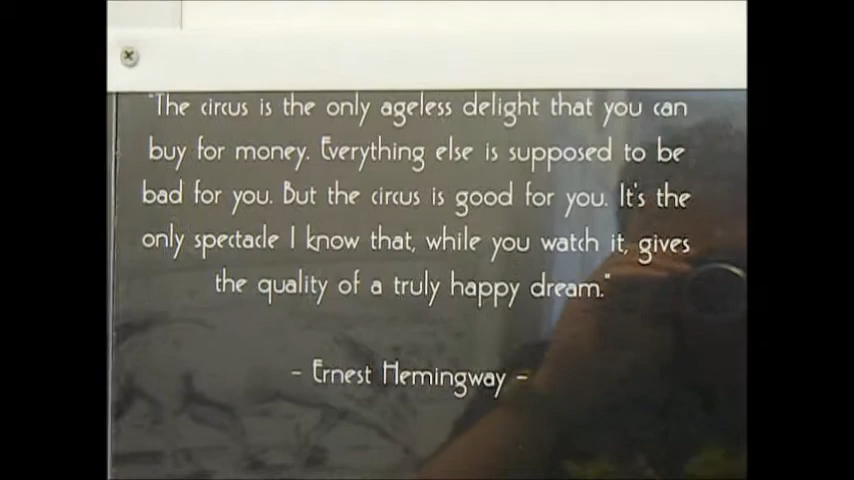 "The circus is the only ageless delight that you can
buy for money. Everything else is supposed to be
bad for you. But the circus is good for you. It's the
only spectacle I know that, while you watch it, gives
the quality of a truly happy dream."
- Ernest Hemingway -